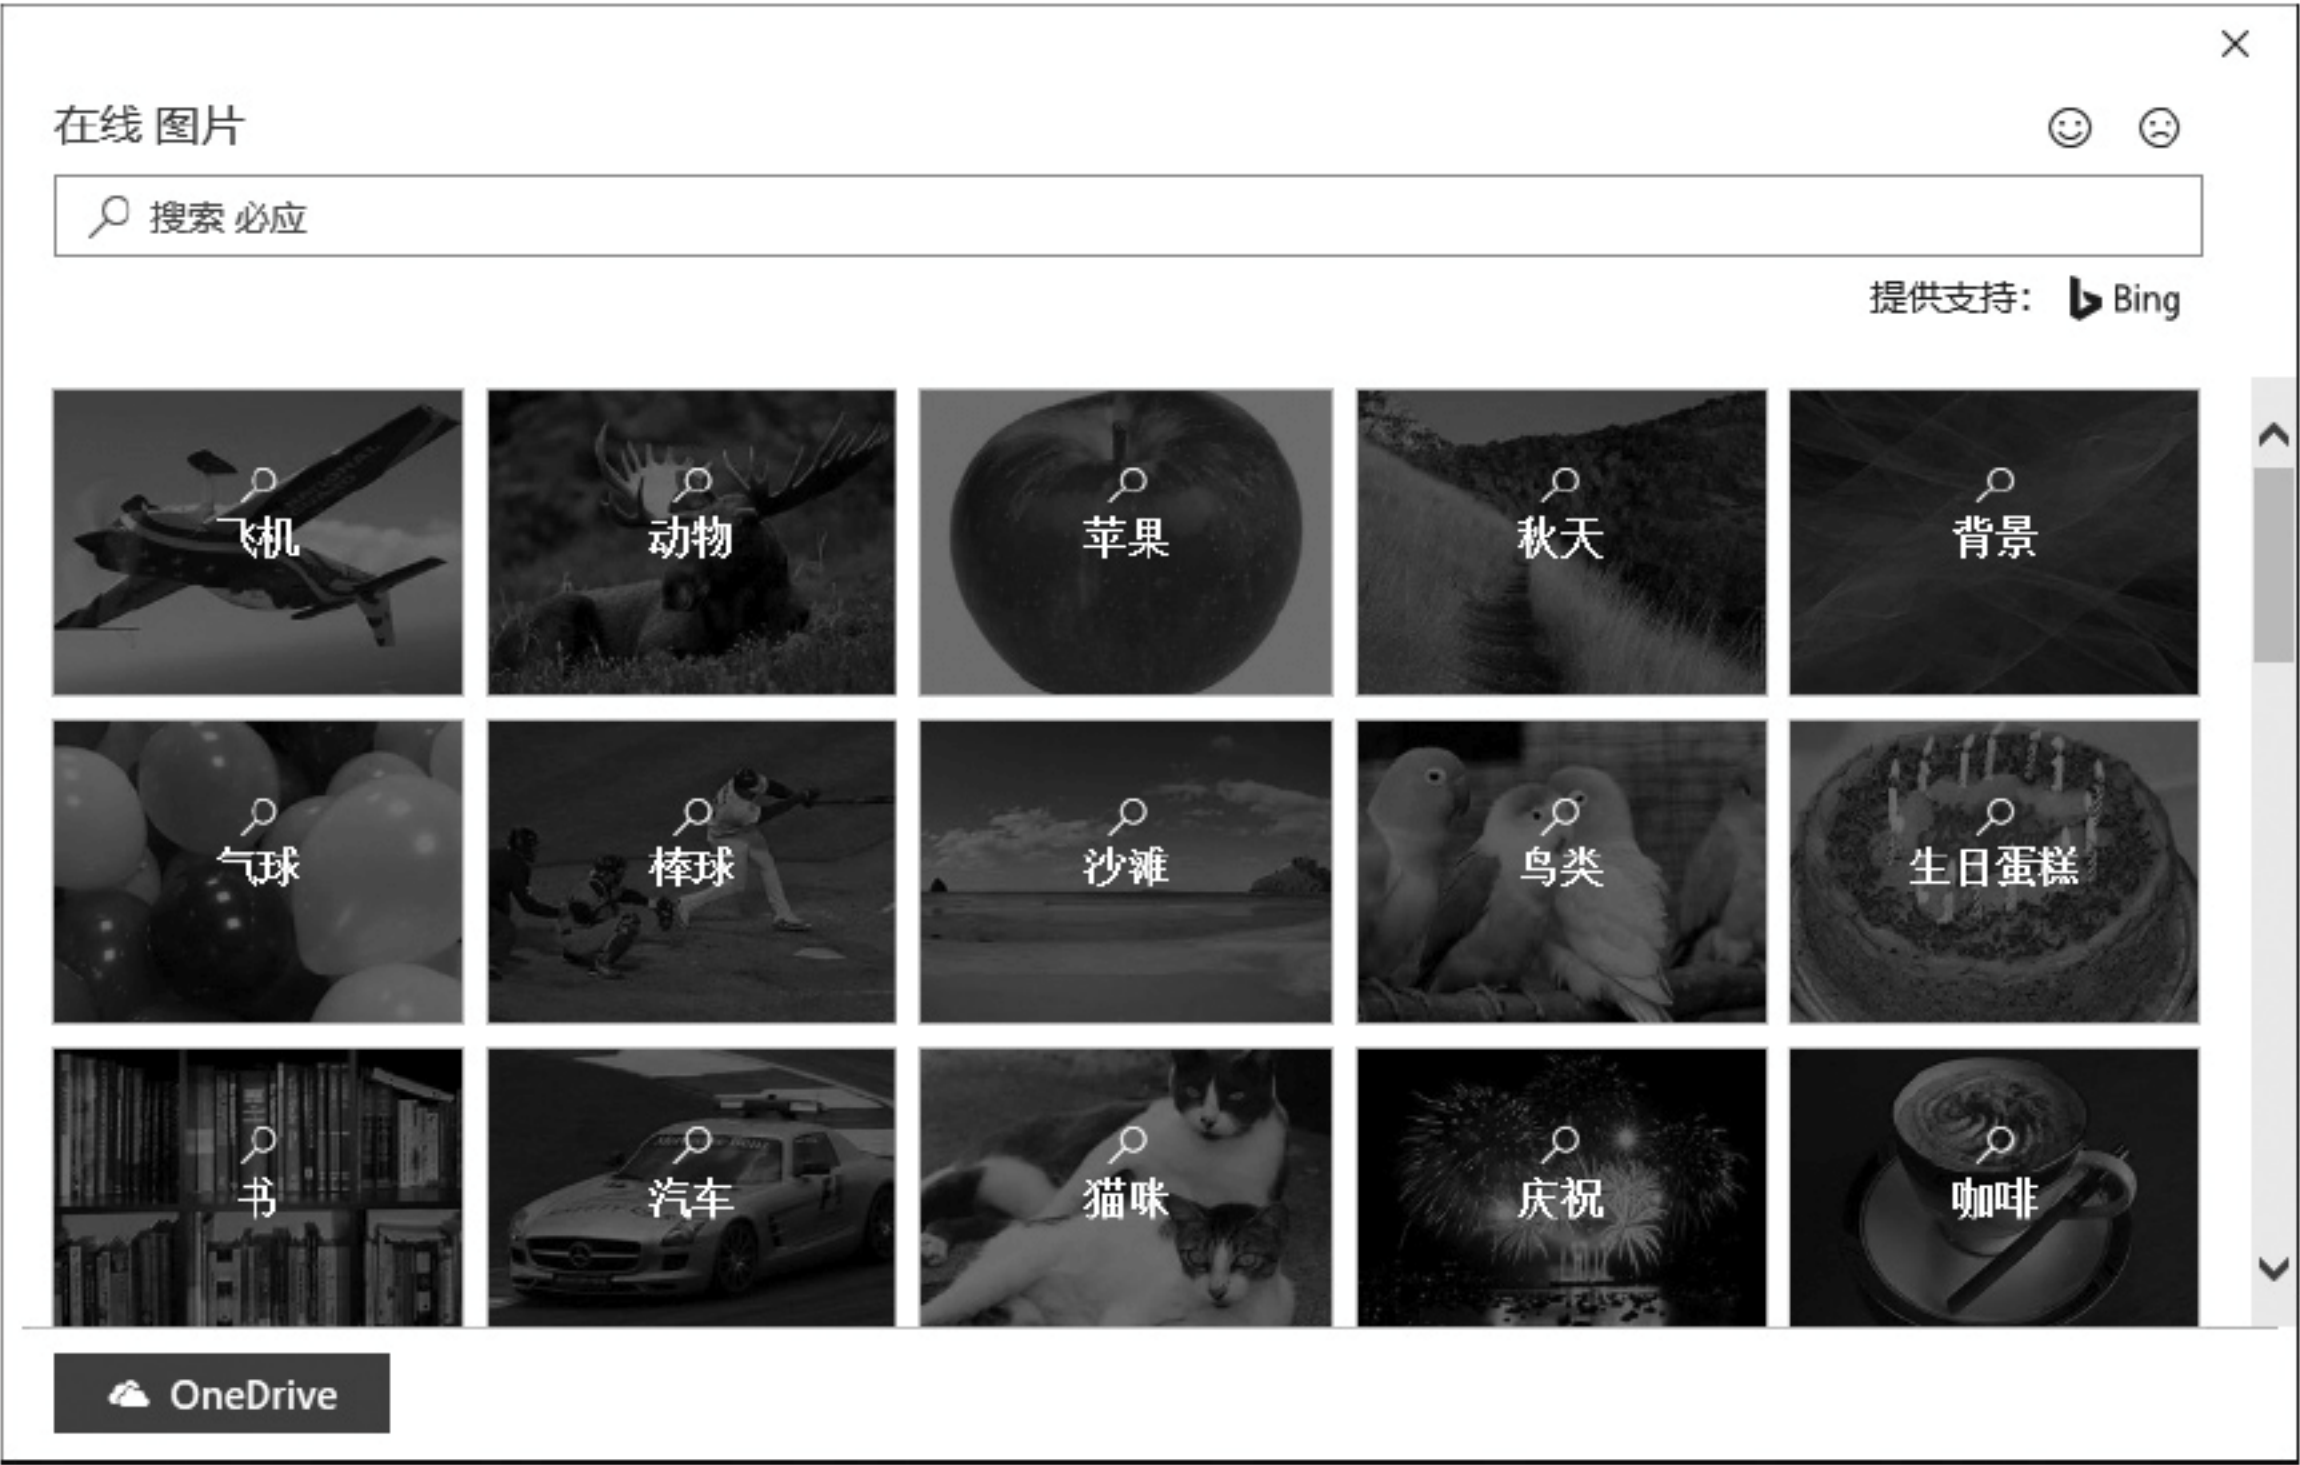 在线 图片
搜索 必应
提供支持： Bing
飞机 动物 苹果 秋天 背景
气球 棒球 沙滩 鸟类 生日蛋糕
书 汽车 猫咪 庆祝 咖啡
OneDrive